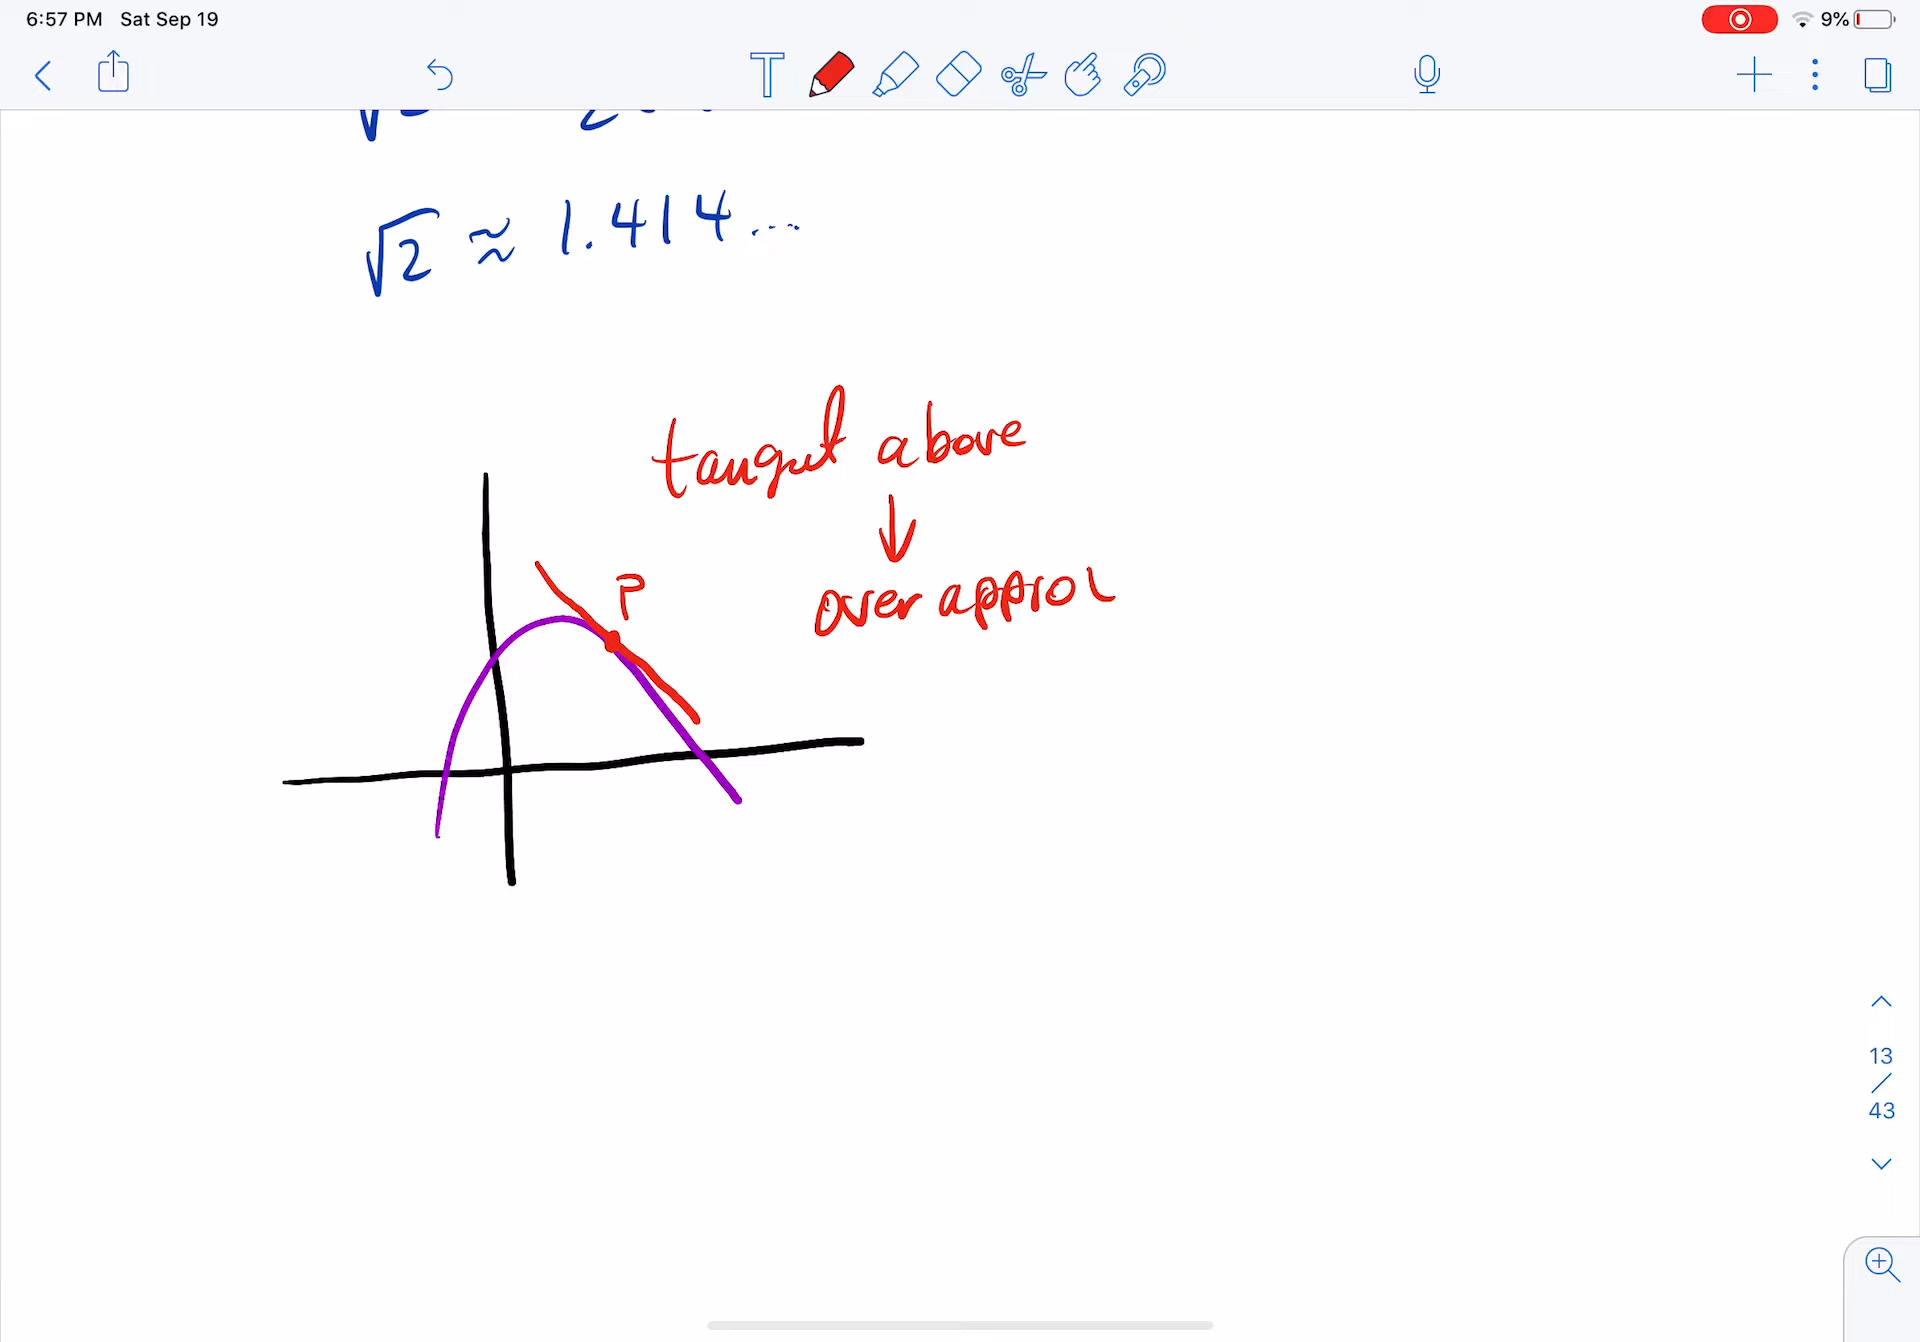 6:57 PM Sat Sep 19
9%
T
√2 ≈ 1.414...
tangent above
↓
over approx
P
13
/
43